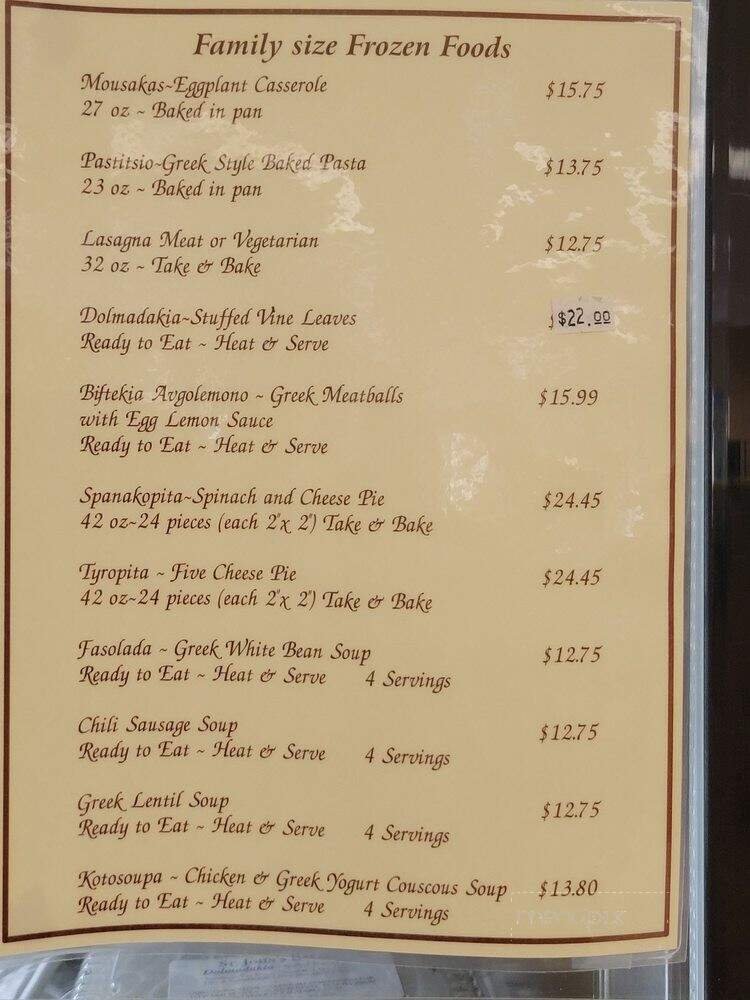 Family size Frozen Foods
Mousakas~Eggplant Casserole $15.75
27 oz ~ Baked in pan
Pastitsio~Greek Style Baked Pasta $13.75
23 oz ~ Baked in pan
Lasagna Meat or Vegetarian $12.75
32 oz ~ Take & Bake
Dolmadakia~Stuffed Vine Leaves $22.00
Ready to Eat ~ Heat & Serve
Biftekia Avgolemono ~ Greek Meatballs $15.99
with Egg Lemon Sauce
Ready to Eat ~ Heat & Serve
Spanakopita~Spinach and Cheese Pie $24.45
42 oz~24 pieces (each 2"x 2") Take & Bake
Tyropita ~ Five Cheese Pie $24.45
42 oz~24 pieces (each 2"x 2") Take & Bake
Fasolada ~ Greek White Bean Soup $12.75
Ready to Eat ~ Heat & Serve 4 Servings
Chili Sausage Soup $12.75
Ready to Eat ~ Heat & Serve 4 Servings
Greek Lentil Soup $12.75
Ready to Eat ~ Heat & Serve 4 Servings
Kotosoupa ~ Chicken & Greek Yogurt Couscous Soup $13.80
Ready to Eat ~ Heat & Serve 4 Servings